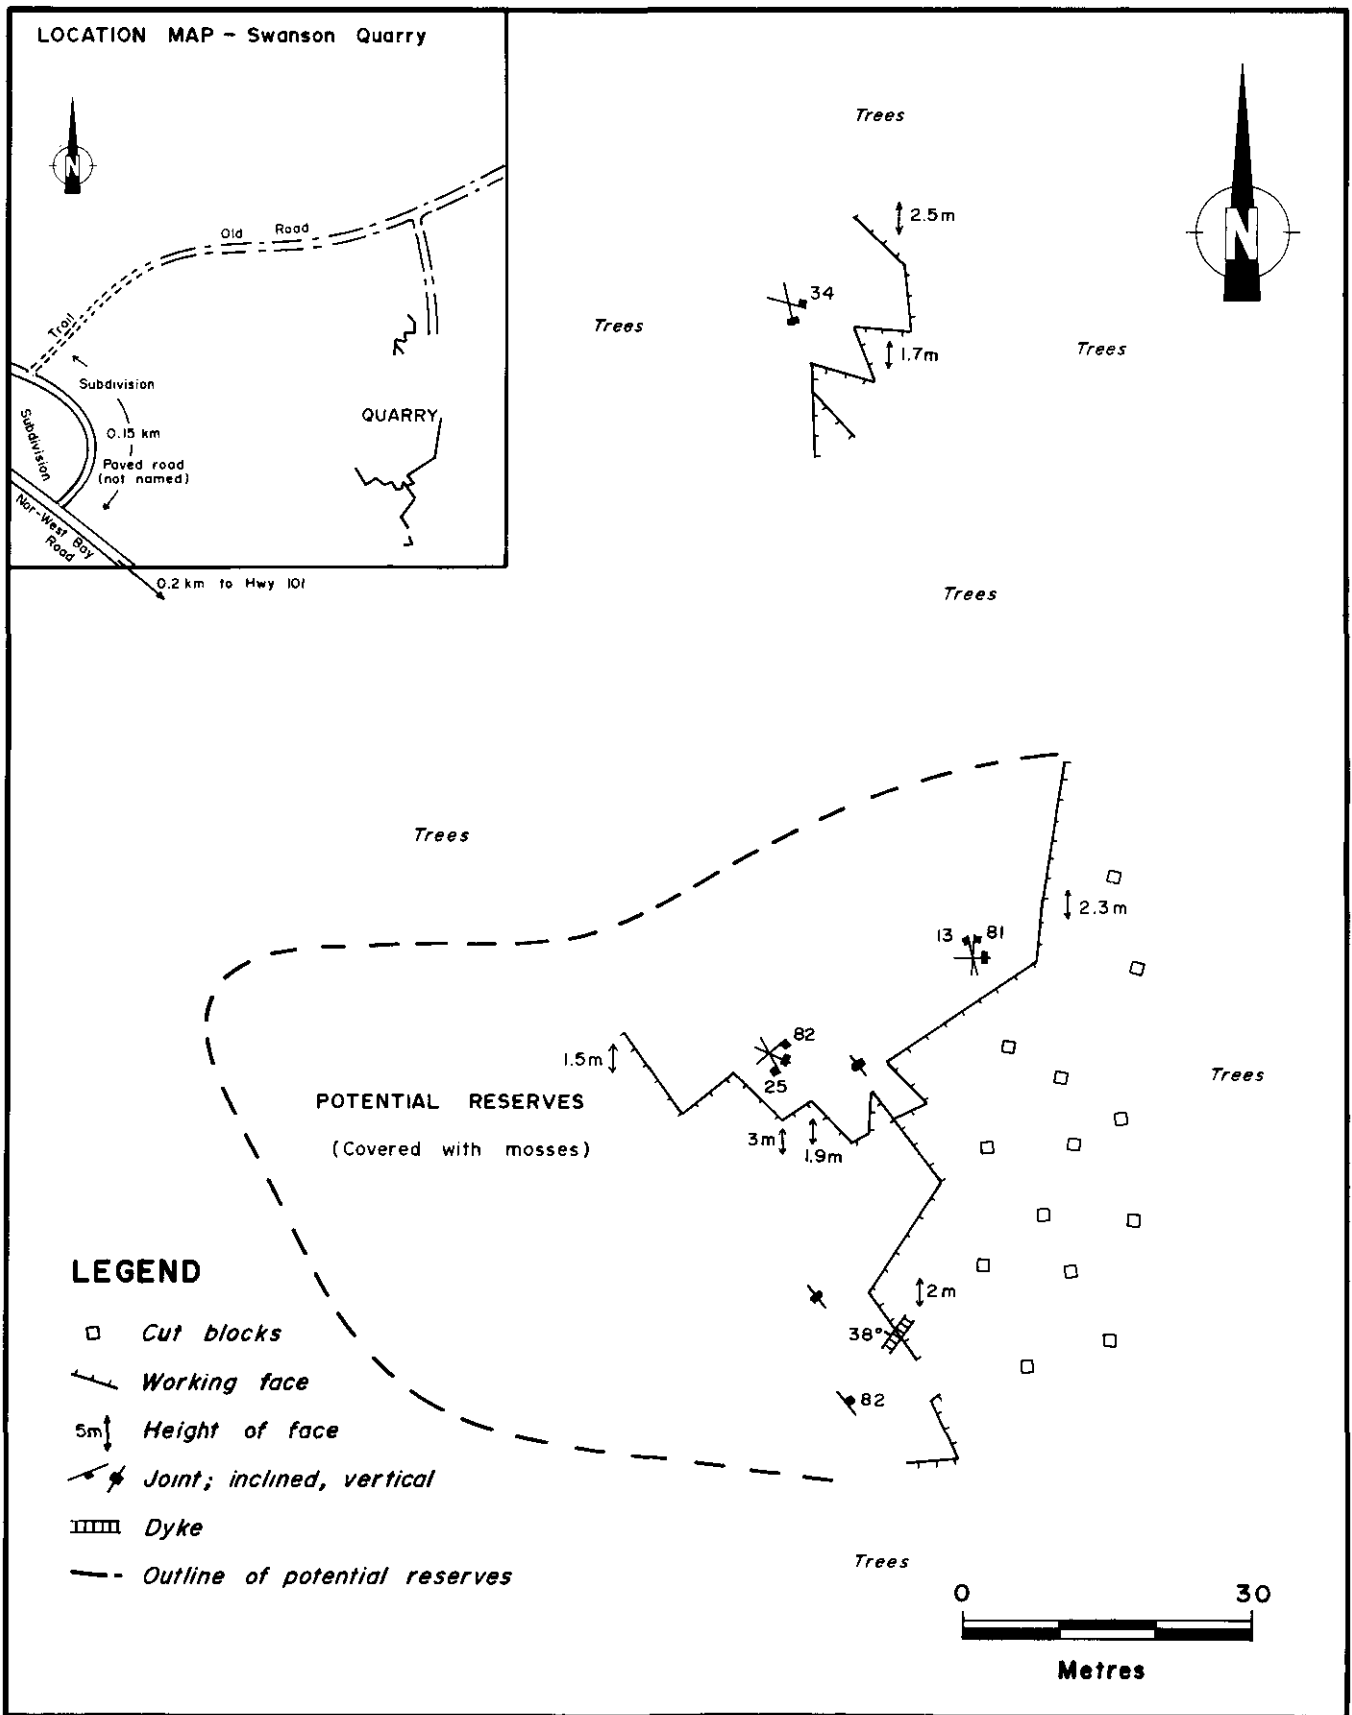 LOCATION MAP - Swanson Quarry
N
Old Road
Trail
Subdivision
0.15 km
Paved road
(not named)
Subdivision
QUARRY
Nor-West Bay
Road
0.2 km to Hwy 101
N
Trees
2.5m
34
Trees
1.7m
Trees
Trees
Trees
2.3m
13 81
82
1.5m
25
Trees
POTENTIAL RESERVES
(Covered with mosses)
3m
1.9m
2m
38°
82
LEGEND
Cut blocks
Working face
5m Height of face
Joint; inclined, vertical
Dyke
Outline of potential reserves
Trees
0 30
Metres